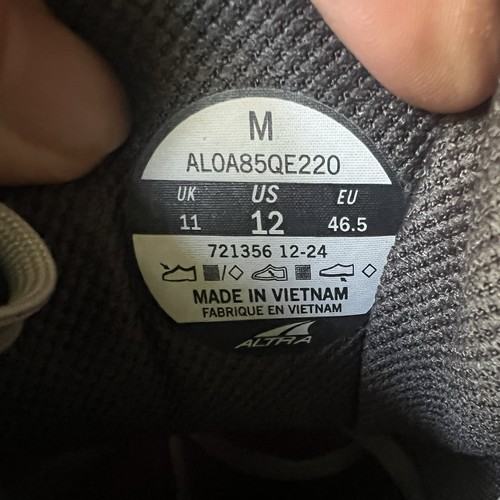 M
AL0A85QE220
UK US EU
11 12 46.5
721356 12-24
MADE IN VIETNAM
FABRIQUE EN VIETNAM
ALTRA